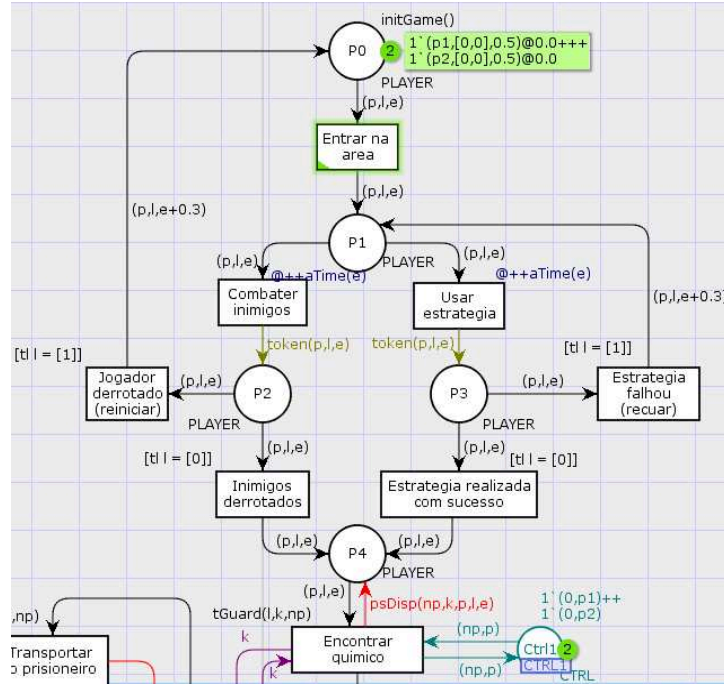 initGame()
P0
2
1`(p1,[0,0],0.5)@0.0+++
1`(p2,[0,0],0.5)@0.0
PLAYER
(p,l,e)
Entrar na
area
(p,l,e)
(p,l,e+0.3)
P1
PLAYER
(p,l,e)
(p,l,e)
@++aTime(e)
@++aTime(e)
Combater
inimigos
Usar
estrategia
(p,l,e+0.3)
token(p,l,e)
token(p,l,e)
[tl l = [1]]
[tl l = [1]]
Jogador
derrotado
(reiniciar)
(p,l,e)
P2
PLAYER
P3
PLAYER
(p,l,e)
Estrategia
falhou
(recuar)
(p,l,e)
(p,l,e)
[tl l = [0]]
[tl l = [0]]
Inimigos
derrotados
Estrategia realizada
com sucesso
(p,l,e)
(p,l,e)
P4
PLAYER
(p,l,e)
psDisp(np,k,p,l,e)
1`(0,p1)++
1`(0,p2)
,np)
tGuard(l,k,np)
k
Encontrar
quimico
(np,p)
Ctrl1
2
CTRL1
CTRL
(np,p)
k
Transportar
o prisioneiro